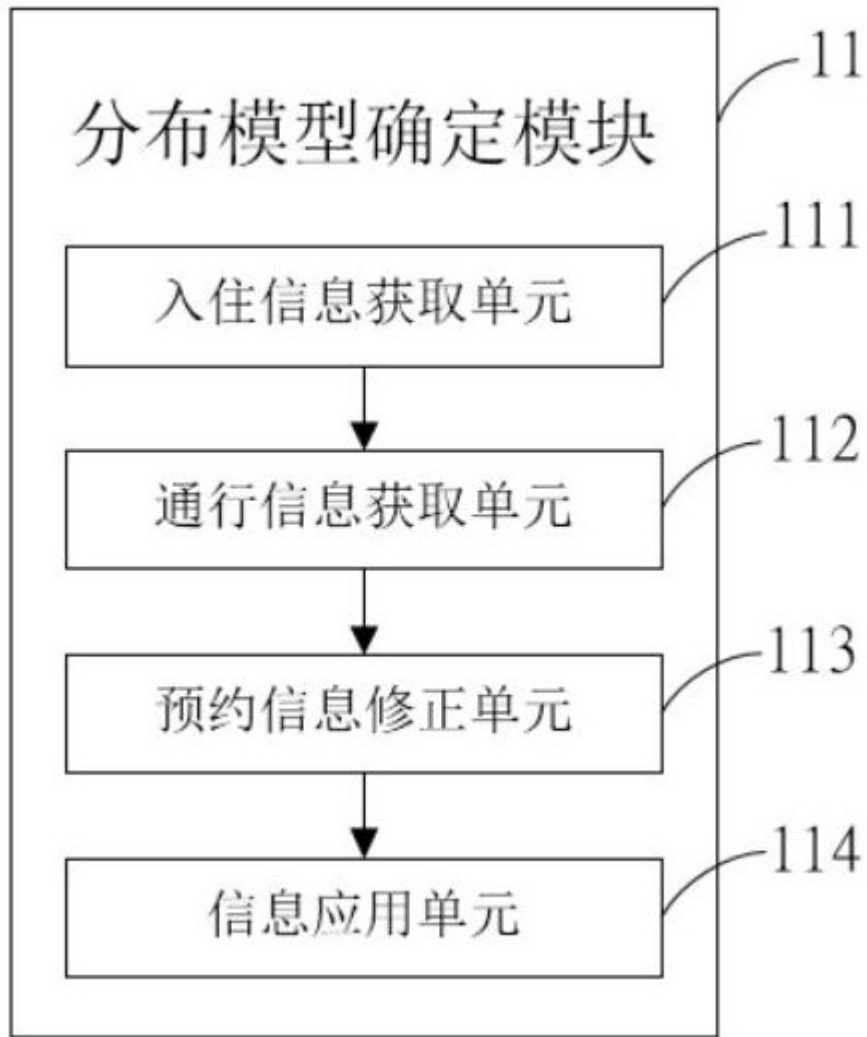 11
分布模型确定模块
111
入住信息获取单元
112
通行信息获取单元
113
预约信息修正单元
114
信息应用单元